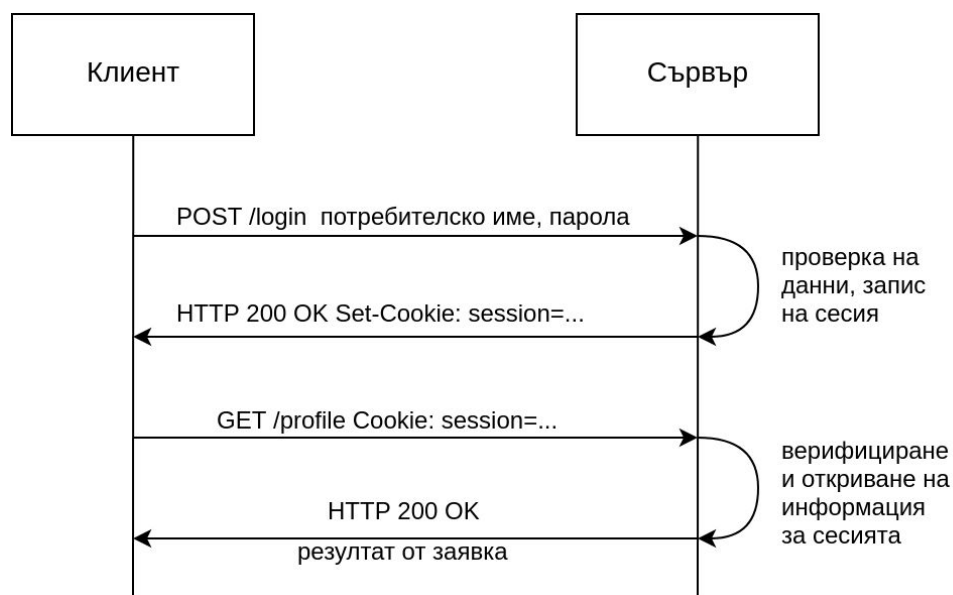 Клиент
Сървър
POST /login  потребителско име, парола
проверка на
данни, запис
на сесия
HTTP 200 OK Set-Cookie: session=...
GET /profile Cookie: session=...
верифициране
и откриване на
информация
за сесията
HTTP 200 OK
резултат от заявка